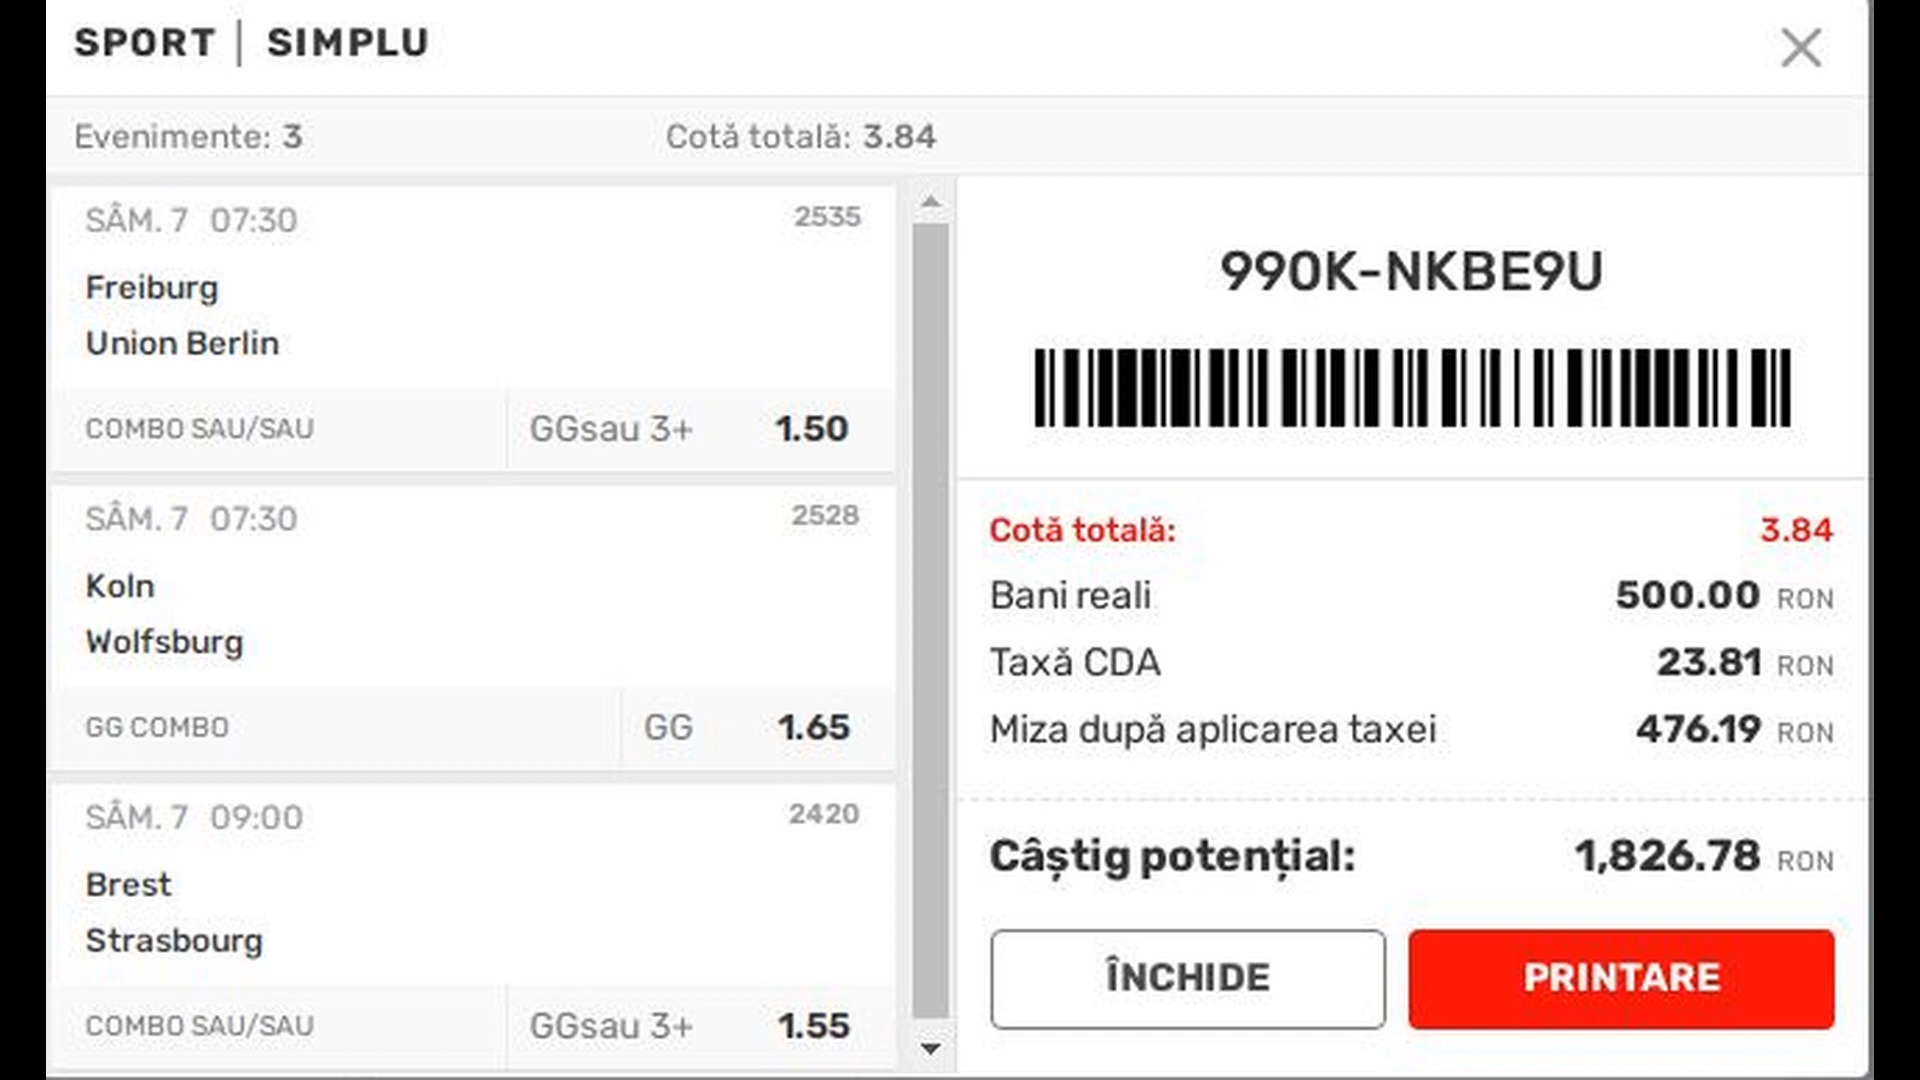 SPORT | SIMPLU
Evenimente: 3 Cotă totală: 3.84
SÂM. 7 07:30 2535
Freiburg
Union Berlin
COMBO SAU/SAU GGsau 3+ 1.50
SÂM. 7 07:30 2528
Koln
Wolfsburg
GG COMBO GG 1.65
SÂM. 7 09:00 2420
Brest
Strasbourg
COMBO SAU/SAU GGsau 3+ 1.55
990K-NKBE9U
Cotă totală: 3.84
Bani reali 500.00 RON
Taxă CDA 23.81 RON
Miza după aplicarea taxei 476.19 RON
Câștig potențial: 1,826.78 RON
ÎNCHIDE PRINTARE